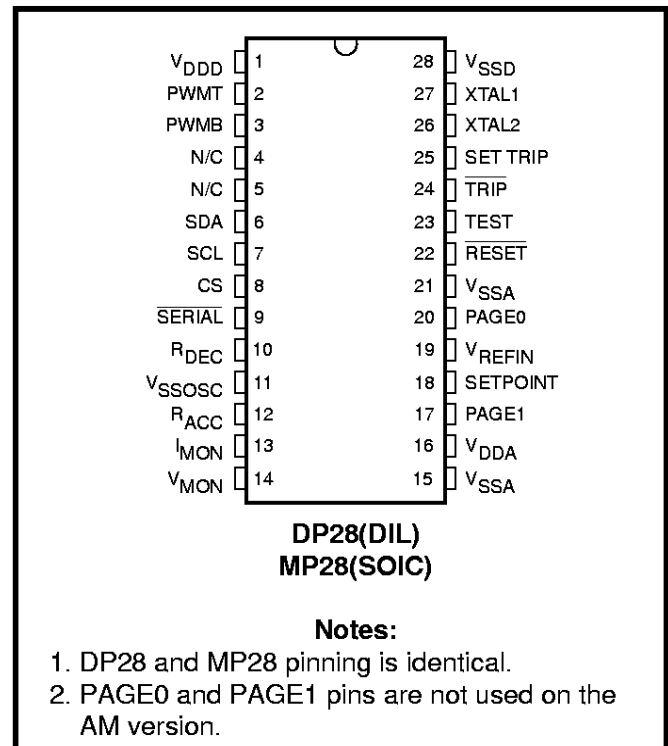 VDDD 1 28 VSSD
PWMT 2 27 XTAL1
PWMB 3 26 XTAL2
N/C 4 25 SET TRIP
N/C 5 24 TRIP
SDA 6 23 TEST
SCL 7 22 RESET
CS 8 21 VSSA
SERIAL 9 20 PAGE0
RDEC 10 19 VREFIN
VSSOSC 11 18 SETPOINT
RACC 12 17 PAGE1
IMON 13 16 VDDA
VMON 14 15 VSSA
DP28(DIL)
MP28(SOIC)
Notes:
1. DP28 and MP28 pinning is identical.
2. PAGE0 and PAGE1 pins are not used on the
AM version.